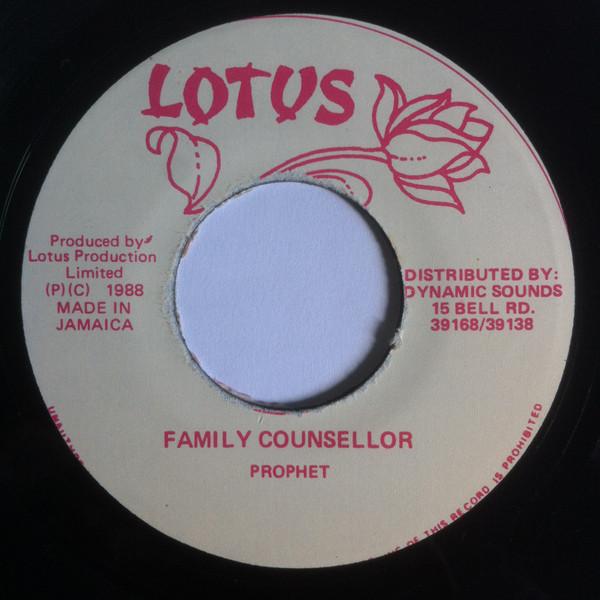 LOTUS
Produced by
Lotus Production
Limited
(P)(C) 1988
MADE IN
JAMAICA
DISTRIBUTED BY:
DYNAMIC SOUNDS
15 BELL RD.
39168/39138
FAMILY COUNSELLOR
PROPHET
OF THIS RECORD IS PROHIBITED